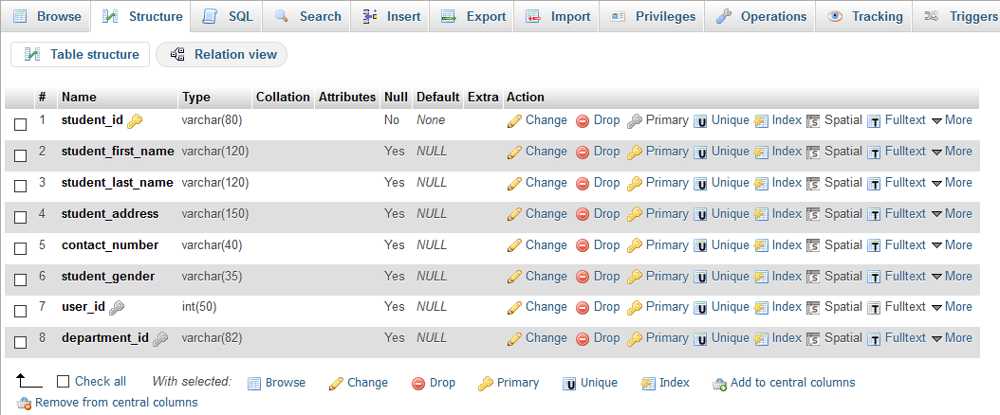 Browse Structure SQL Search Insert Export Import Privileges Operations Tracking Triggers
Table structure Relation view
# Name Type Collation Attributes Null Default Extra Action
1 student_id varchar(80) No None Change Drop Primary Unique Index Spatial Fulltext More
2 student_first_name varchar(120) Yes NULL Change Drop Primary Unique Index Spatial Fulltext More
3 student_last_name varchar(120) Yes NULL Change Drop Primary Unique Index Spatial Fulltext More
4 student_address varchar(150) Yes NULL Change Drop Primary Unique Index Spatial Fulltext More
5 contact_number varchar(40) Yes NULL Change Drop Primary Unique Index Spatial Fulltext More
6 student_gender varchar(35) Yes NULL Change Drop Primary Unique Index Spatial Fulltext More
7 user_id int(50) Yes NULL Change Drop Primary Unique Index Spatial Fulltext More
8 department_id varchar(82) Yes NULL Change Drop Primary Unique Index Spatial Fulltext More
Check all With selected: Browse Change Drop Primary Unique Index Add to central columns
Remove from central columns